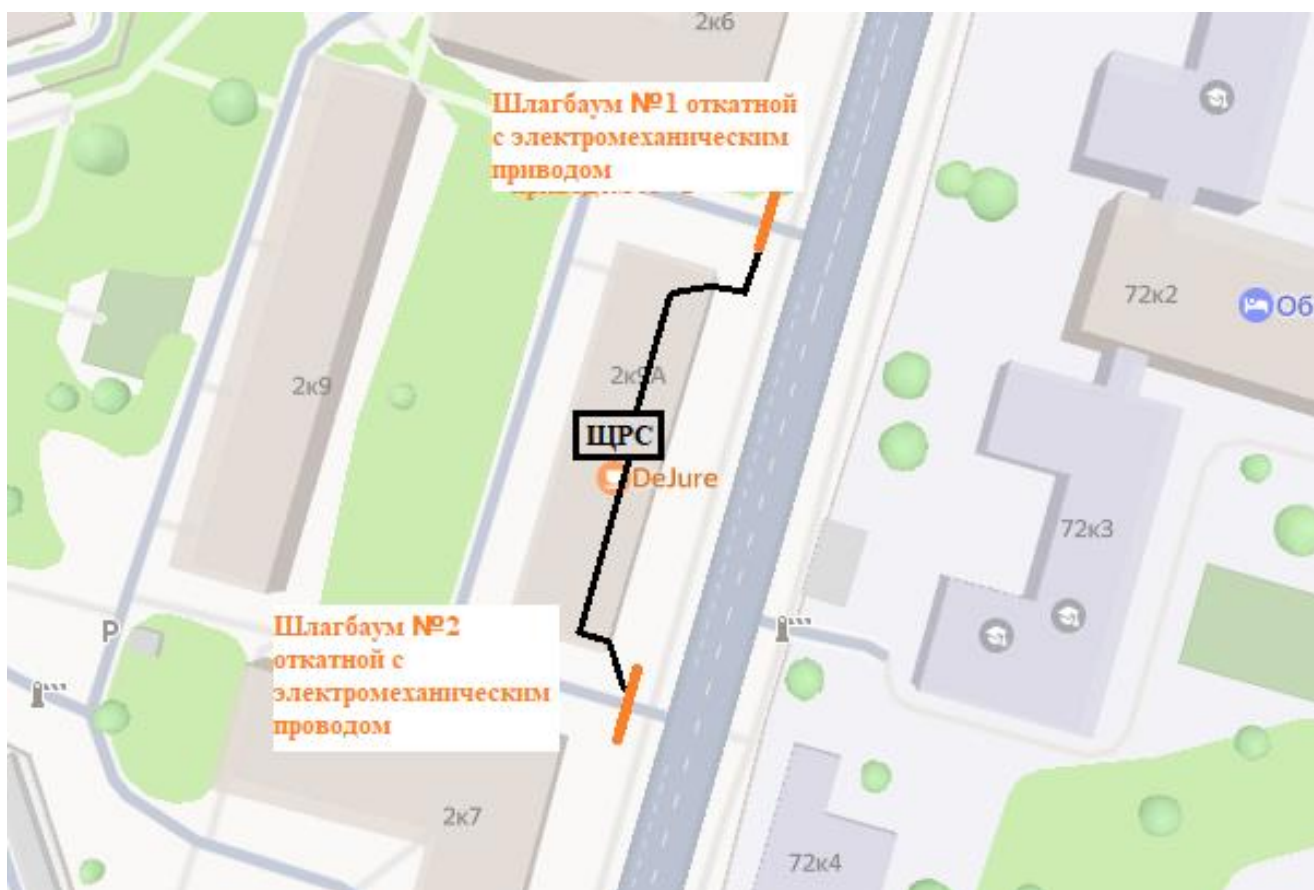 2к6
Шлагбаум №1 откатной
с электромеханическим
приводом
72к2
Об
2к9
2к9А
ЩРС
DeJure
72к3
P
Шлагбаум №2
откатной с
электромеханическим
проводом
2к7
72к4